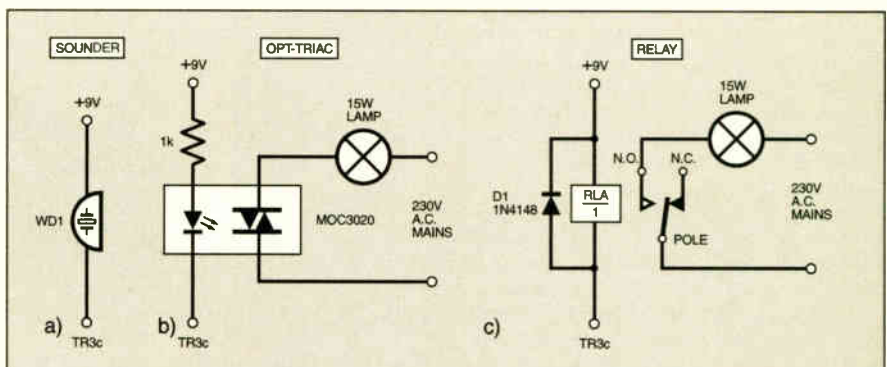 SOUNDER
+9V
WD1
a)
TR3c
OPT-TRIAC
+9V
1k
15W
LAMP
MOC3020
230V
A.C.
MAINS
b)
TR3c
RELAY
+9V
15W
LAMP
N.O.
N.C.
D1
1N4148
RLA
1
POLE
230V
A.C.
MAINS
c)
TR3c